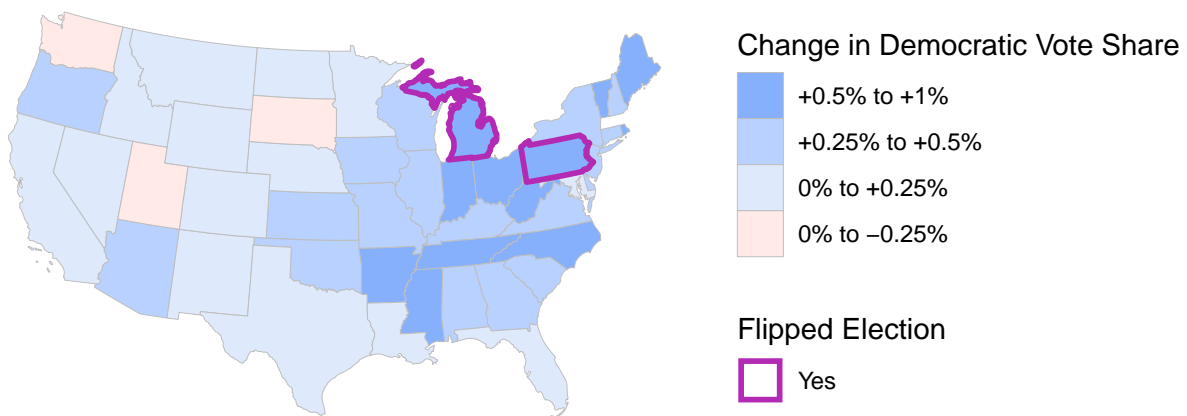 Change in Democratic Vote Share
+0.5% to +1%
+0.25% to +0.5%
0% to +0.25%
0% to −0.25%
Flipped Election
Yes